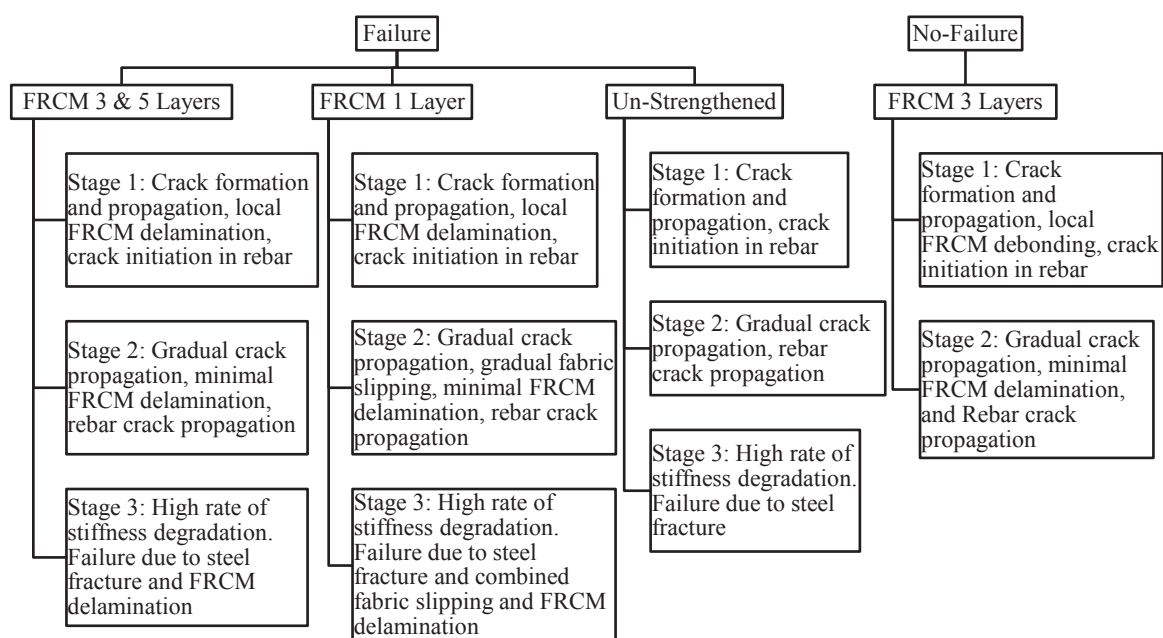 Failure
No-Failure
FRCM 3 & 5 Layers
FRCM 1 Layer
Un-Strengthened
FRCM 3 Layers
Stage 1: Crack formation
and propagation, local
FRCM delamination,
crack initiation in rebar
Stage 2: Gradual crack
propagation, minimal
FRCM delamination,
rebar crack propagation
Stage 3: High rate of
stiffness degradation.
Failure due to steel
fracture and FRCM
delamination
Stage 1: Crack formation
and propagation, local
FRCM delamination,
crack initiation in rebar
Stage 2: Gradual crack
propagation, gradual fabric
slipping, minimal FRCM
delamination, rebar crack
propagation
Stage 3: High rate of
stiffness degradation.
Failure due to steel
fracture and combined
fabric slipping and FRCM
delamination
Stage 1: Crack
formation and
propagation, crack
initiation in rebar
Stage 2: Gradual crack
propagation, rebar
crack propagation
Stage 3: High rate of
stiffness degradation.
Failure due to steel
fracture
Stage 1: Crack
formation and
propagation, local
FRCM debonding, crack
initiation in rebar
Stage 2: Gradual crack
propagation, minimal
FRCM delamination,
and Rebar crack
propagation